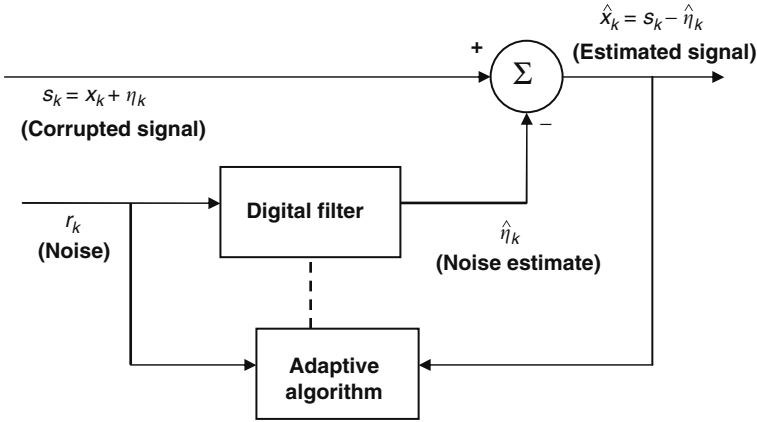 x̂k = sk – η̂k
(Estimated signal)
+
Σ
–
sk = xk + ηk
(Corrupted signal)
Digital filter
rk
(Noise)
η̂k
(Noise estimate)
Adaptive
algorithm